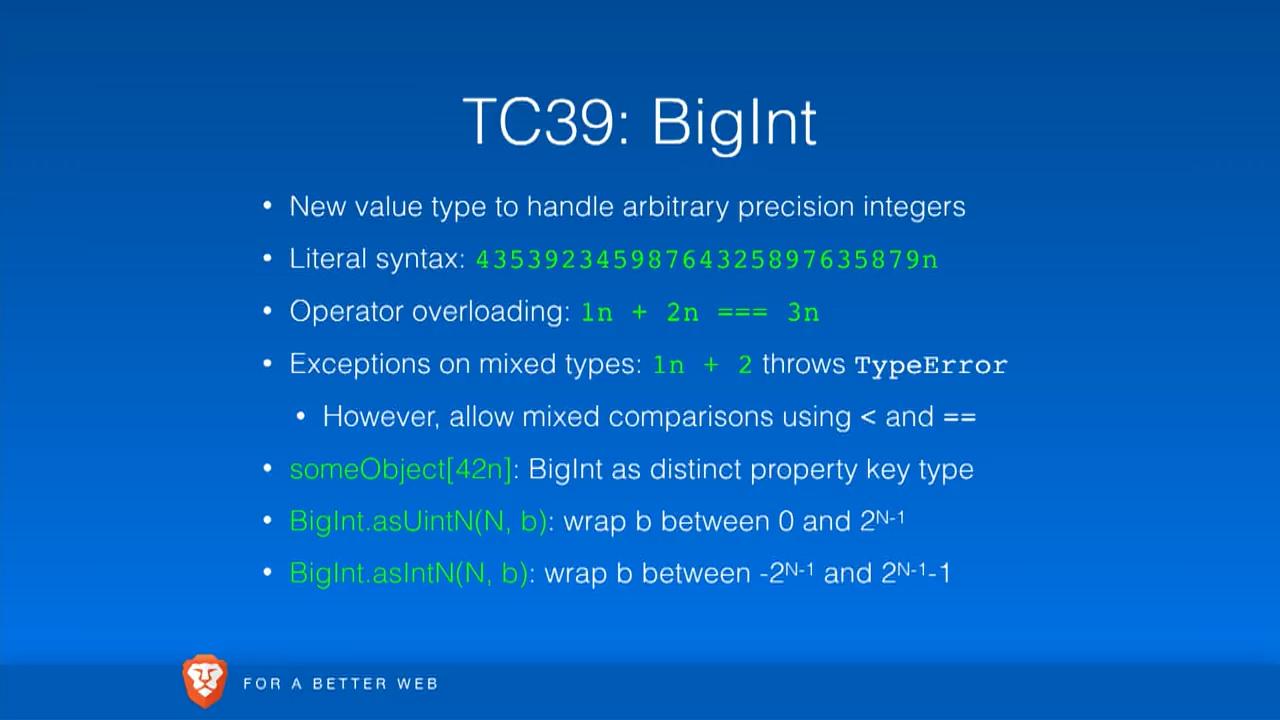 TC39: BigInt
• New value type to handle arbitrary precision integers
• Literal syntax: 43539234598764325897635879n
• Operator overloading: 1n + 2n === 3n
• Exceptions on mixed types: 1n + 2 throws TypeError
• However, allow mixed comparisons using < and ==
• someObject[42n]: BigInt as distinct property key type
• BigInt.asUintN(N, b): wrap b between 0 and 2ᴺ⁻¹
• BigInt.asIntN(N, b): wrap b between -2ᴺ⁻¹ and 2ᴺ⁻¹-1
FOR A BETTER WEB